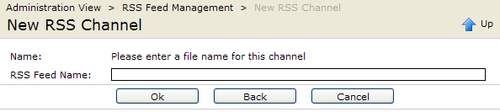 Administration View > RSS Feed Management > New RSS Channel
New RSS Channel
Up
Name: Please enter a file name for this channel
RSS Feed Name:
Ok Back Cancel